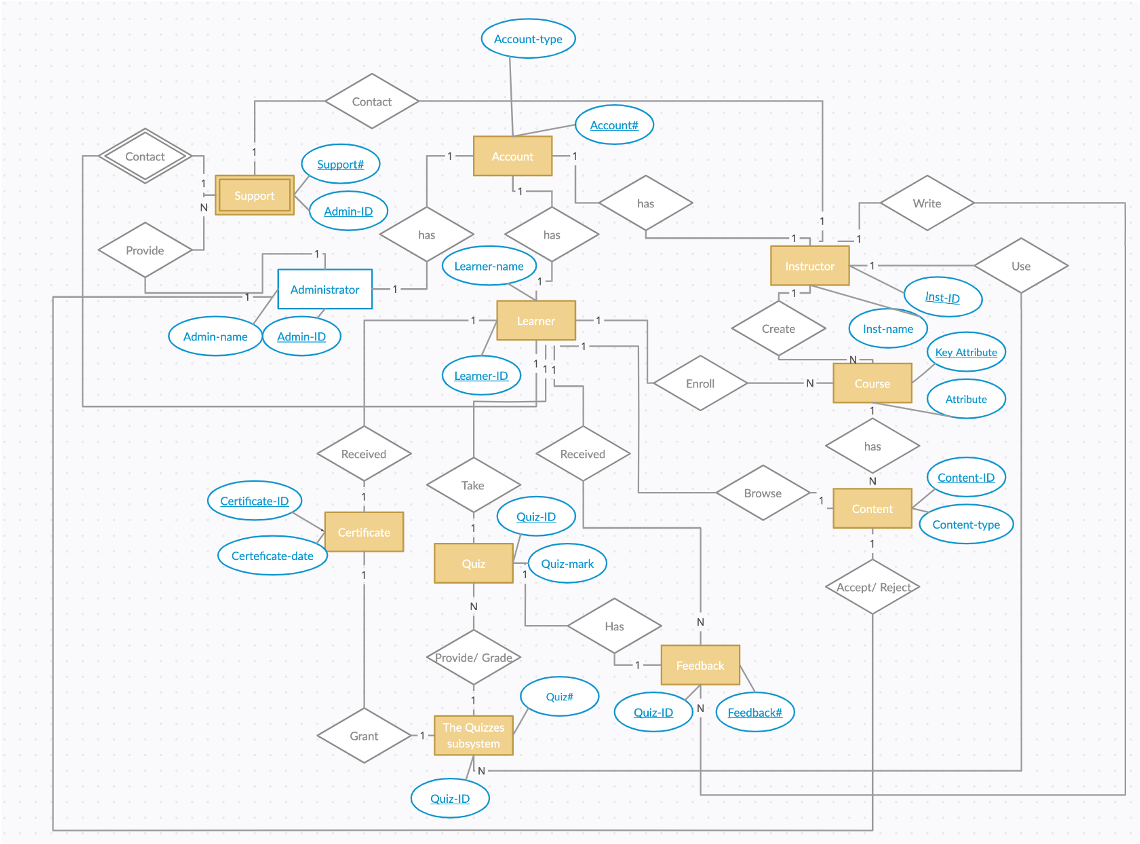 Account-type
Contact
Account#
Contact
Account
1
1
1
1
Support#
1
Support
N
Admin-ID
has
Write
Provide
has
has
1
1
1
1
Learner-name
Instructor
1
Use
1
Administrator
1
1
1
1
Inst-ID
Learner
1
1
Create
Inst-name
Admin-name
Admin-ID
1
1
1
1
N
Key Attribute
Learner-ID
Enroll
N
Course
Attribute
1
has
Received
Received
Take
N
Content-ID
Browse
1
1
Certificate-ID
Content
Quiz-ID
Content-type
1
Certificate
1
Certeficate-date
Quiz
Quiz-mark
1
1
Accept/ Reject
N
Has
N
Provide/ Grade
1
Feedback
1
Quiz#
Quiz-ID
N
Feedback#
Grant
1
The Quizzes
subsystem
N
Quiz-ID